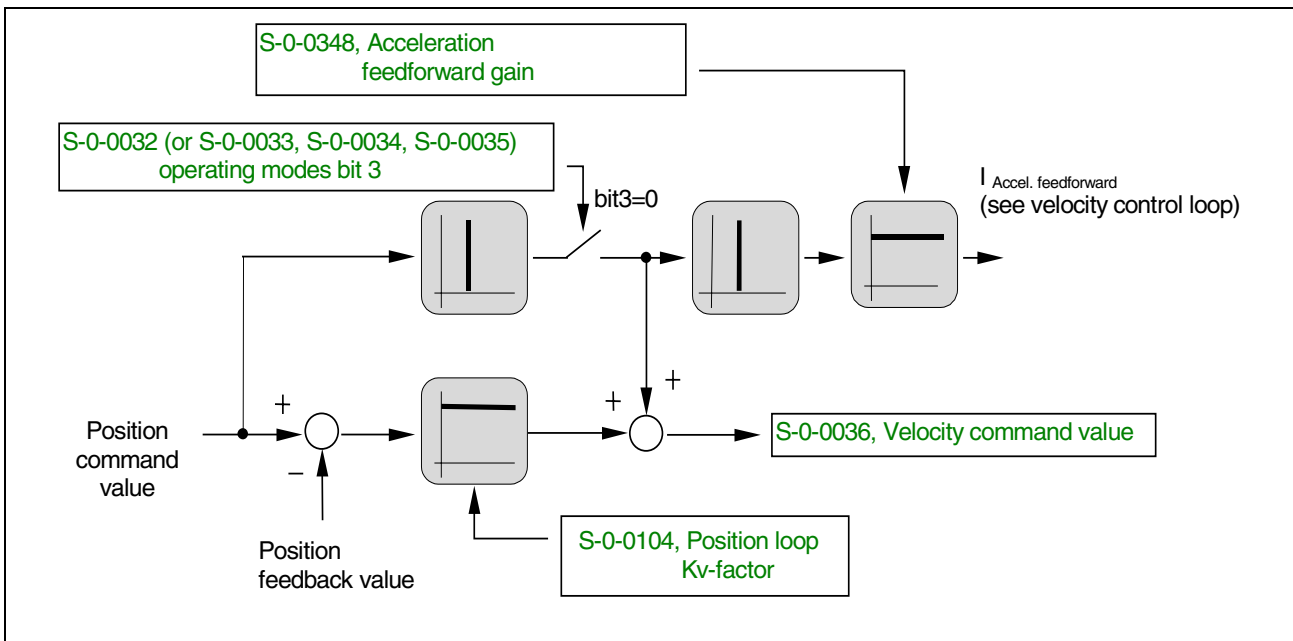 S-0-0348, Acceleration
feedforward gain
S-0-0032 (or S-0-0033, S-0-0034, S-0-0035)
operating modes bit 3
bit3=0
I Accel. feedforward
(see velocity control loop)
+
+
+
Position
command
value
–
S-0-0036, Velocity command value
Position
feedback value
S-0-0104, Position loop
Kv-factor